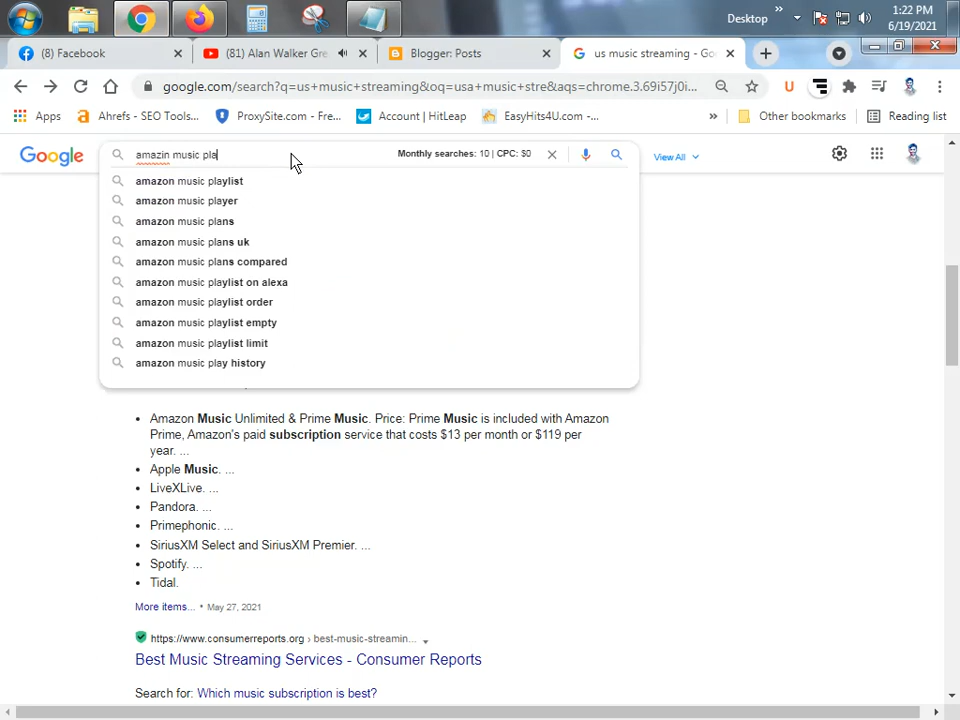 1:22 PM
Desktop
»
6/19/2021
(8) Facebook
(81) Alan Walker Gre
Blogger: Posts
us music streaming - Go
google.com/search?q=us+music+streaming&oq=usa+music+stre&aqs=chrome.3.69i57j0i...
Apps
Ahrefs - SEO Tools...
ProxySite.com - Fre...
Account | HitLeap
EasyHits4U.com -...
»
Other bookmarks
Reading list
Google
amazin music pla
Monthly searches: 10 | CPC: $0
View All
amazon music playlist
amazon music player
amazon music plans
amazon music plans uk
amazon music plans compared
amazon music playlist on alexa
amazon music playlist order
amazon music playlist empty
amazon music playlist limit
amazon music play history
Amazon Music Unlimited & Prime Music. Price: Prime Music is included with Amazon
Prime, Amazon's paid subscription service that costs $13 per month or $119 per
year. ...
Apple Music. ...
LiveXLive. ...
Pandora. ...
Primephonic. ...
SiriusXM Select and SiriusXM Premier. ...
Spotify. ...
Tidal.
More items... • May 27, 2021
https://www.consumerreports.org › best-music-streamin...
Best Music Streaming Services - Consumer Reports
Search for: Which music subscription is best?